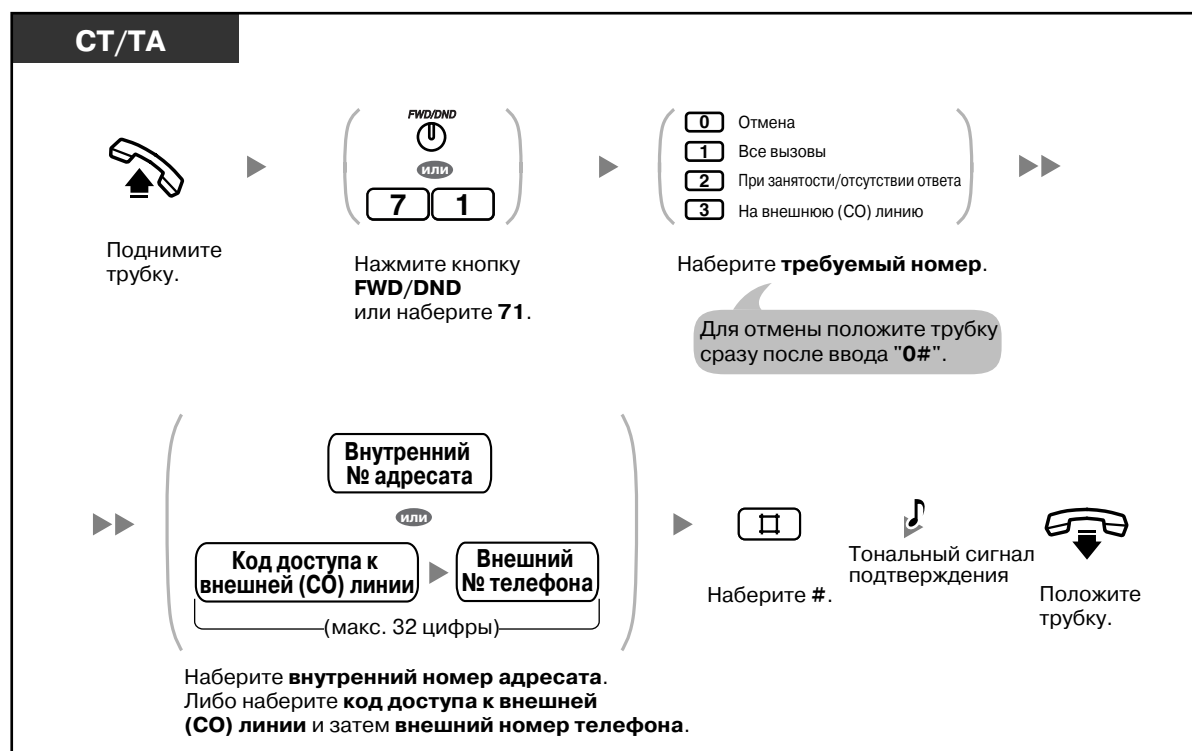 СТ/ТА
FWD/DND
или
7 1
0 Отмена
1 Все вызовы
2 При занятости/отсутствии ответа
3 На внешнюю (СО) линию
Поднимите
трубку.
Нажмите кнопку
FWD/DND
или наберите 71.
Наберите требуемый номер.
Для отмены положите трубку
сразу после ввода "0#".
Внутренний
№ адресата
или
Код доступа к
внешней (СО) линии
Внешний
№ телефона
(макс. 32 цифры)
Наберите внутренний номер адресата.
Либо наберите код доступа к внешней
(СО) линии и затем внешний номер телефона.
#
Наберите #.
Тональный сигнал
подтверждения
Положите
трубку.